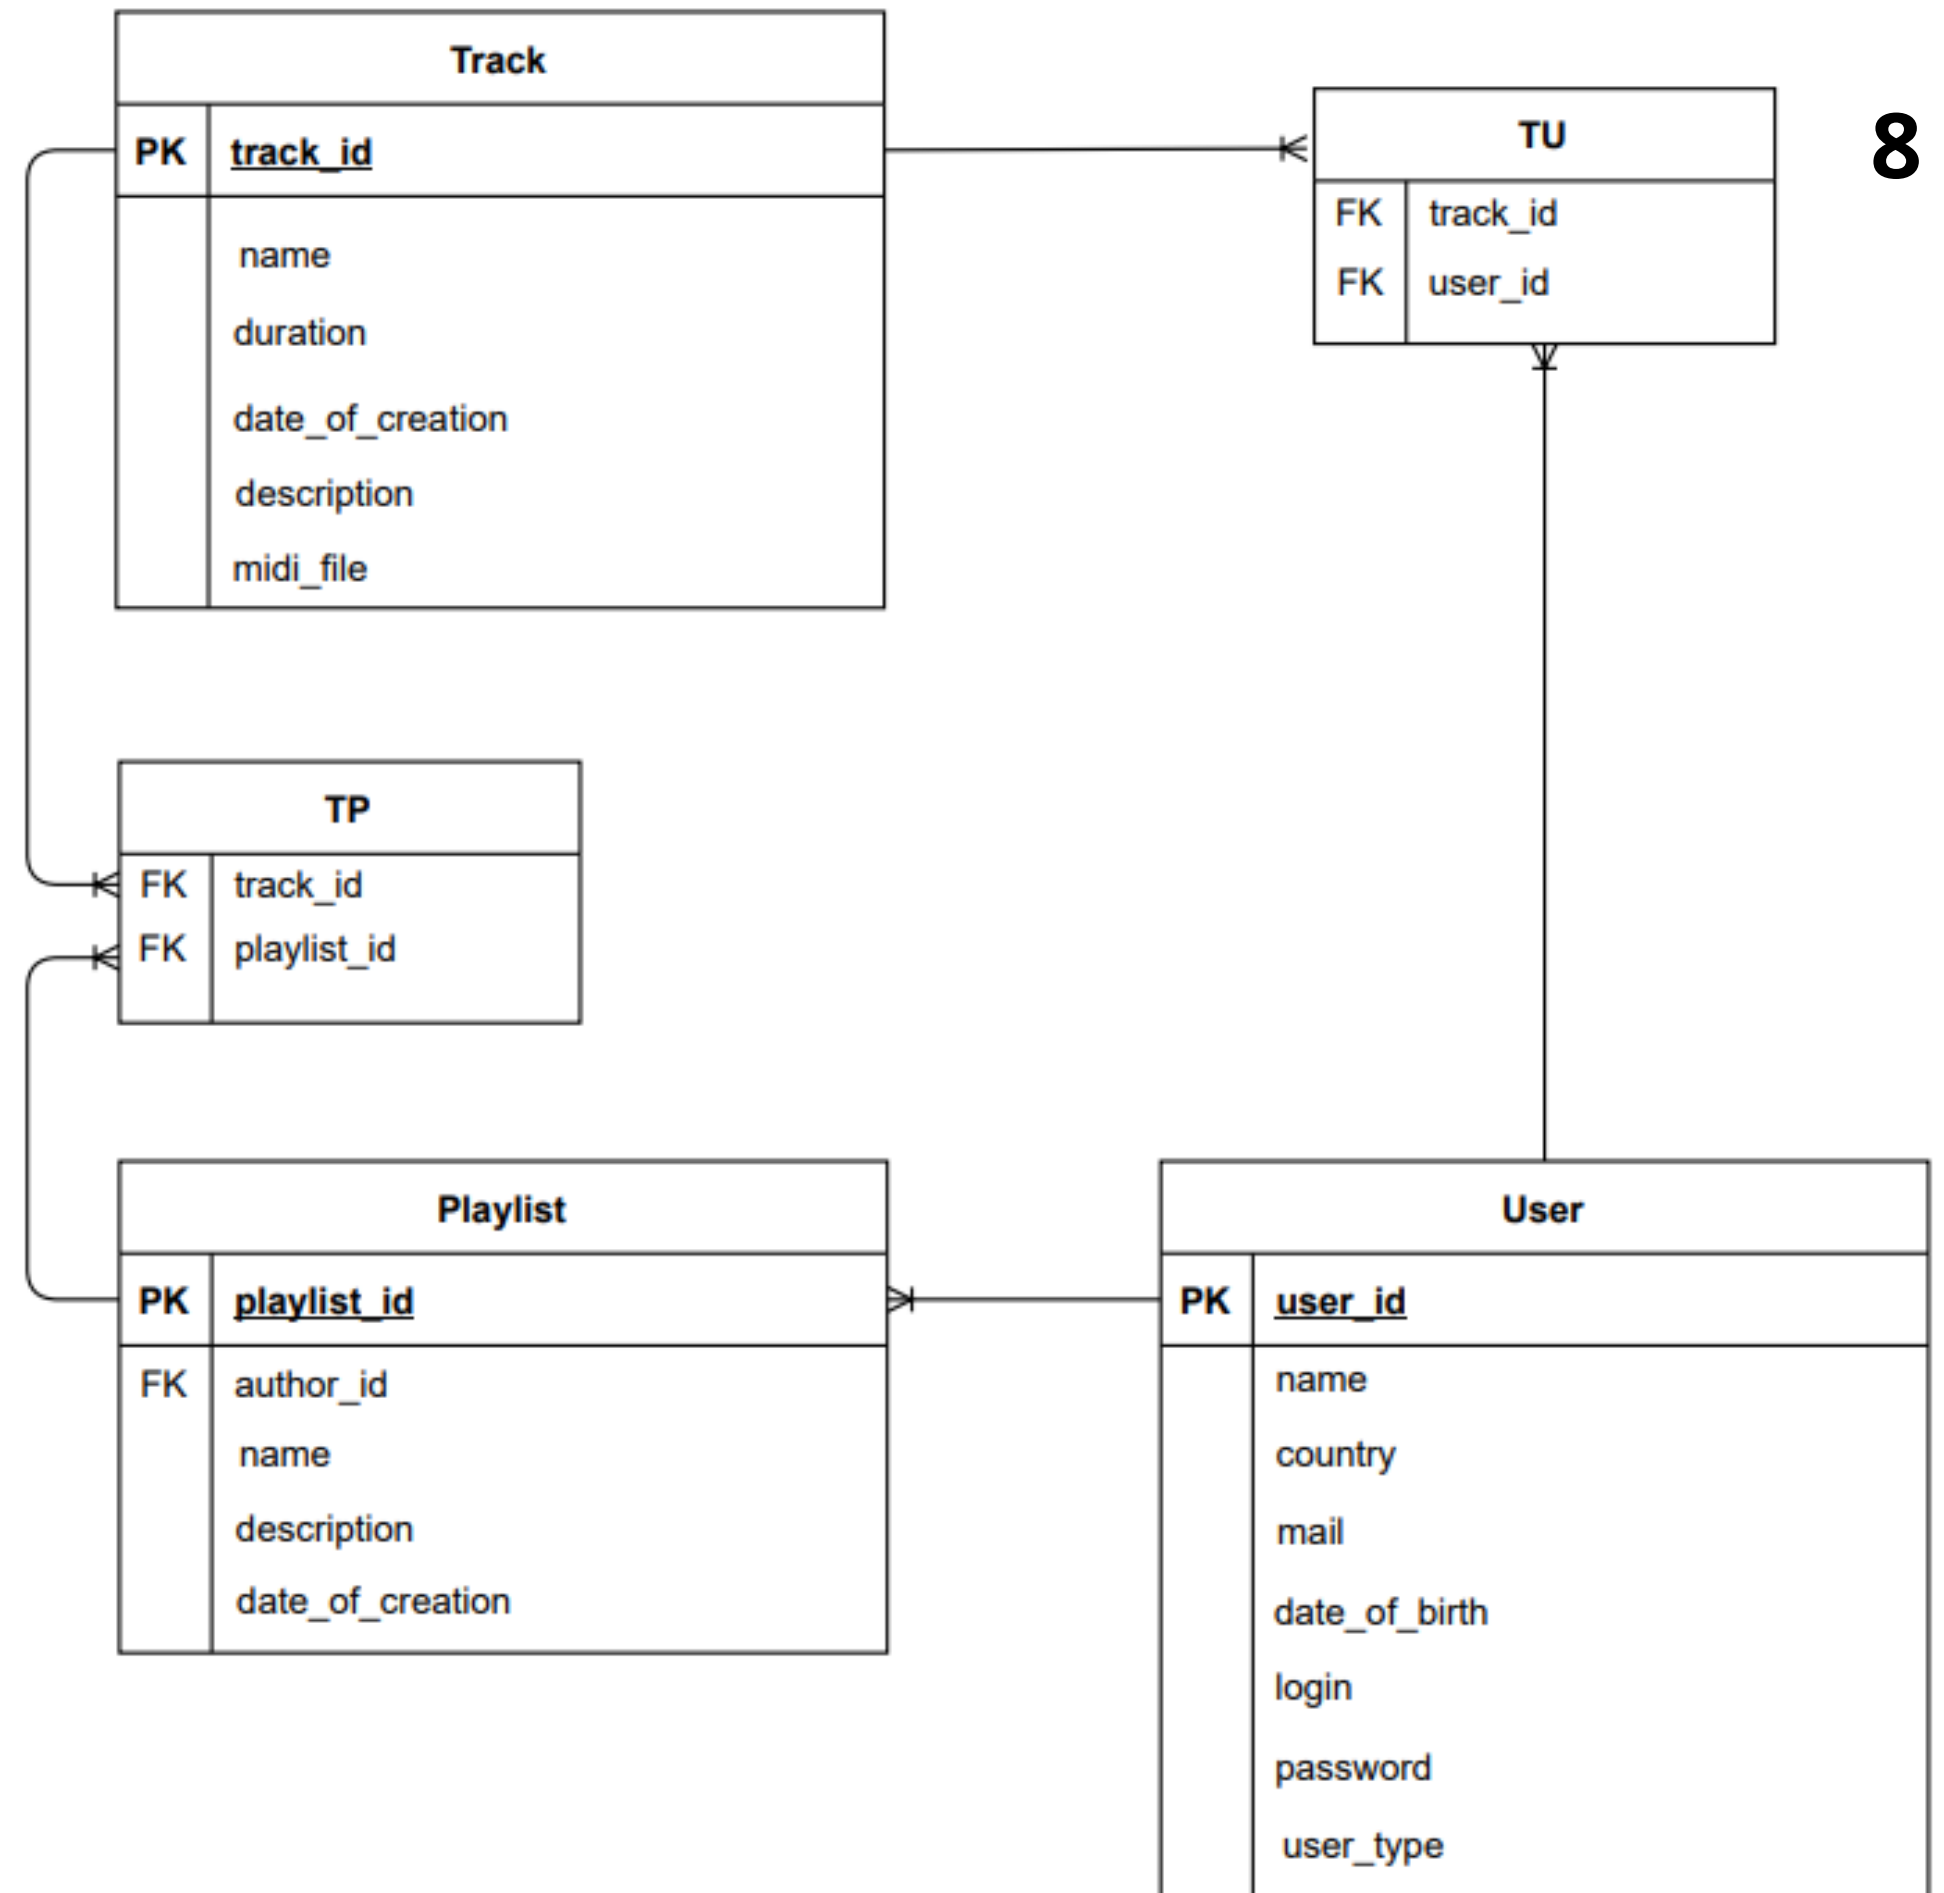 Track
PK track_id
name
duration
date_of_creation
description
midi_file
TU
FK track_id
FK user_id
8
TP
FK track_id
FK playlist_id
Playlist
PK playlist_id
FK author_id
name
description
date_of_creation
User
PK user_id
name
country
mail
date_of_birth
login
password
user_type